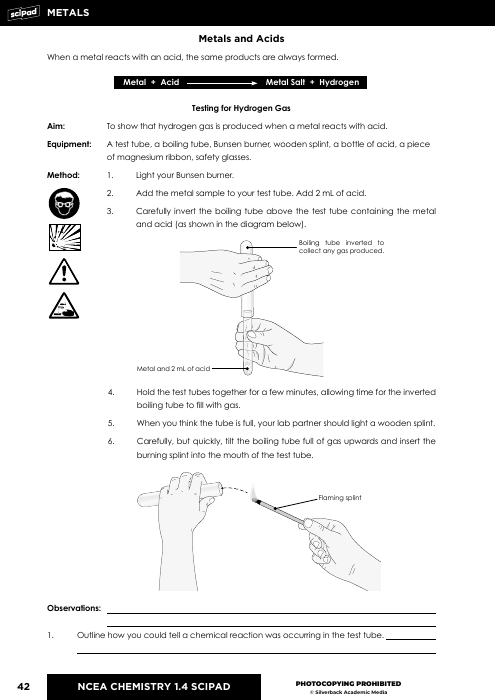 scipad METALS
Metals and Acids
When a metal reacts with an acid, the same products are always formed.
Metal + Acid Metal Salt + Hydrogen
Testing for Hydrogen Gas
Aim: To show that hydrogen gas is produced when a metal reacts with acid.
Equipment: A test tube, a boiling tube, Bunsen burner, wooden splint, a bottle of acid, a piece
of magnesium ribbon, safety glasses.
Method: 1. Light your Bunsen burner.
2. Add the metal sample to your test tube. Add 2 mL of acid.
3. Carefully invert the boiling tube above the test tube containing the metal
and acid (as shown in the diagram below).
Boiling tube inverted to
collect any gas produced.
Metal and 2 mL of acid
4. Hold the test tubes together for a few minutes, allowing time for the inverted
boiling tube to fill with gas.
5. When you think the tube is full, your lab partner should light a wooden splint.
6. Carefully, but quickly, tilt the boiling tube full of gas upwards and insert the
burning splint into the mouth of the test tube.
Flaming splint
Observations:
1. Outline how you could tell a chemical reaction was occurring in the test tube.
42 NCEA CHEMISTRY 1.4 SCIPAD PHOTOCOPYING PROHIBITED
© Silverback Academic Media